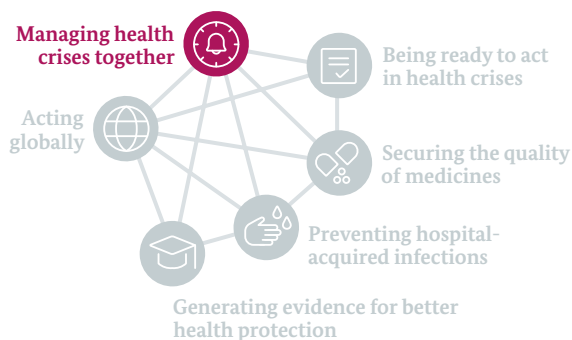 Managing health
crises together
Being ready to act
in health crises
Acting
globally
Securing the quality
of medicines
Preventing hospital-
acquired infections
Generating evidence for better
health protection